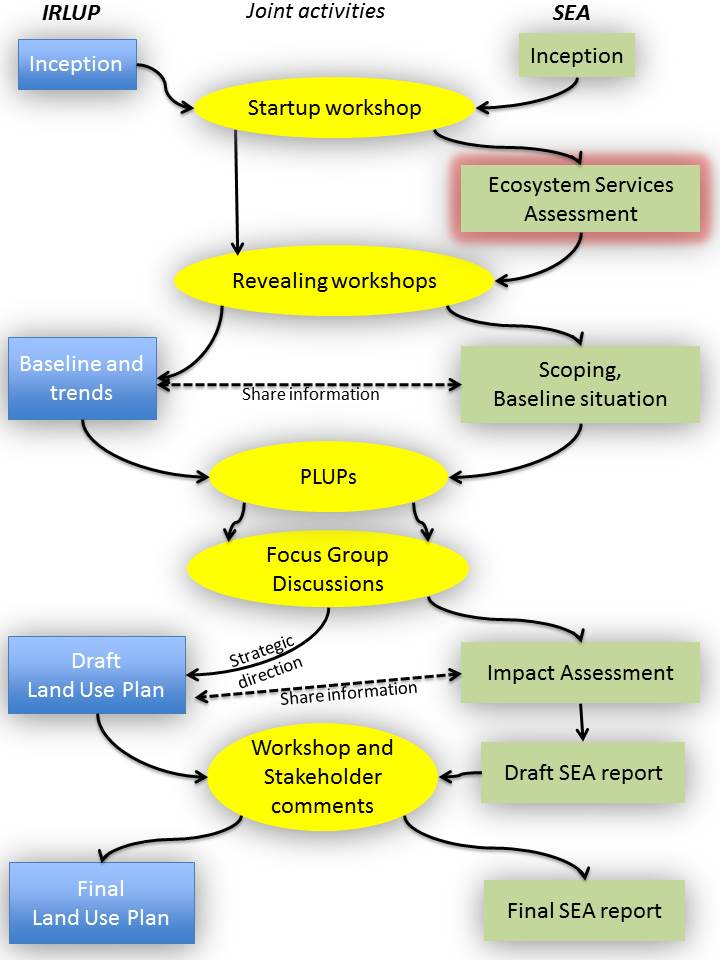 IRLUP
Joint activities
SEA
Inception
Inception
Startup workshop
Ecosystem Services
Assessment
Revealing workshops
Baseline and
trends
Share information
Scoping,
Baseline situation
PLUPs
Focus Group
Discussions
Strategic
direction
Draft
Land Use Plan
Share information
Impact Assessment
Workshop and
Stakeholder
comments
Draft SEA report
Final
Land Use Plan
Final SEA report